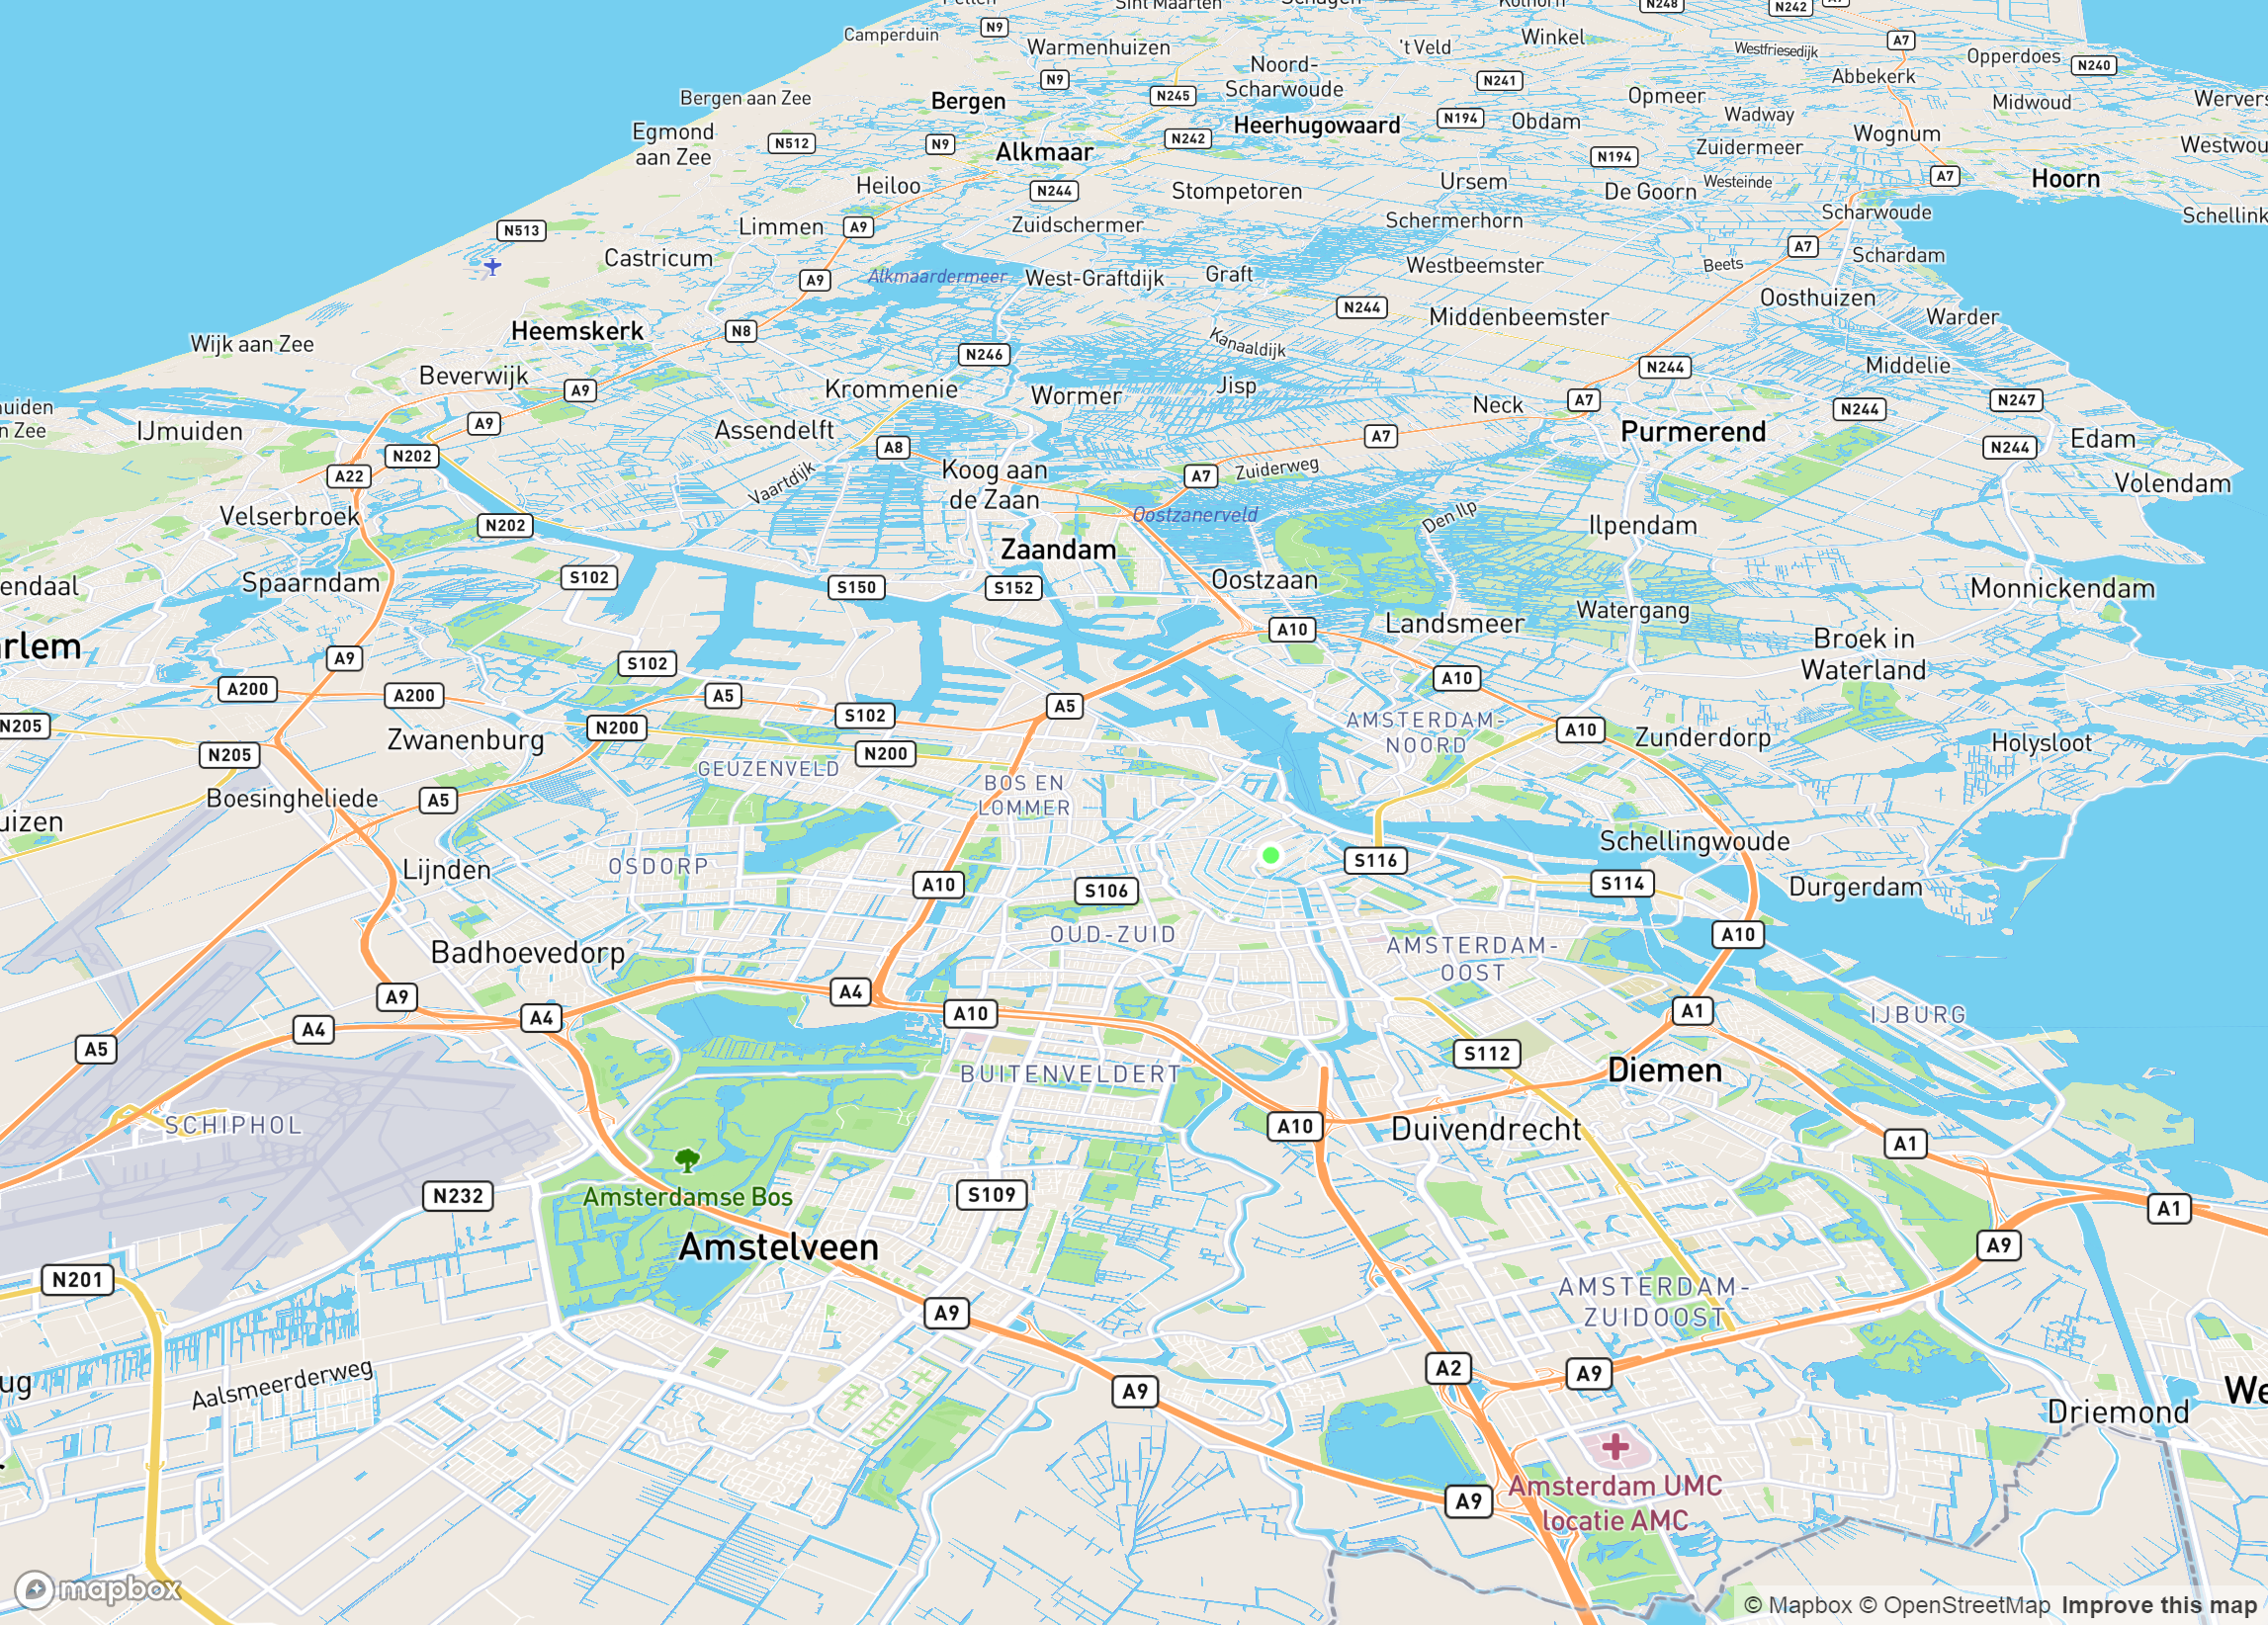 Petten
Sint Maarten
Schagen
Kolhorn
N248
N242
A7
Camperduin
N9
Warmenhuizen
't Veld
Winkel
Westfriesedijk
A7
Opperdoes
N240
N9
Noord-
Scharwoude
N241
Abbekerk
Bergen aan Zee
Bergen
N245
Opmeer
Midwoud
Wervers
Wadway
Egmond
aan Zee
N512
N9
Alkmaar
N242
Heerhugowaard
N194
Obdam
Wognum
Zuidermeer
Westwou
N194
Heiloo
N244
Stompetoren
Ursem
De Goorn
Westeinde
A7
Hoorn
N513
Limmen
A9
Zuidschermer
Schermerhorn
Scharwoude
Schellink
Castricum
A9
Alkmaardermeer
West-Graftdijk
Graft
Westbeemster
Beets
A7
Schardam
N244
Oosthuizen
Wijk aan Zee
Heemskerk
N8
N246
Kanaaldijk
Middenbeemster
Warder
Beverwijk
A9
Krommenie
Wormer
Jisp
N244
Middelie
uiden
n Zee
IJmuiden
A9
Assendelft
Neck
A7
N244
N247
N202
A8
A7
Purmerend
N244
Edam
A22
Vaartdijk
Koog aan
de Zaan
A7
Zuiderweg
Volendam
Velserbroek
N202
Oostzanerveld
Den Ilp
Ilpendam
Zaandam
endaal
Spaarndam
S102
S150
S152
Oostzaan
Watergang
Monnickendam
rlem
A9
S102
A10
Landsmeer
Broek in
Waterland
A200
A200
A5
S102
A5
A10
N205
N205
Zwanenburg
N200
N200
AMSTERDAM-
NOORD
A10
Zunderdorp
Holysloot
GEUZENVELD
BOS EN
LOMMER
uizen
Boesingheliede
A5
Schellingwoude
Lijnden
OSDORP
A10
S106
S116
S114
Durgerdam
Badhoevedorp
OUD-ZUID
AMSTERDAM-
OOST
A10
A9
A4
A4
A4
A10
A1
IJBURG
A5
S112
Diemen
BUITENVELDERT
SCHIPHOL
A10
Duivendrecht
A1
Amsterdamse Bos
N232
S109
A1
Amstelveen
A9
N201
A9
AMSTERDAM-
ZUIDOOST
ug
Aalsmeerderweg
A9
A2
A9
We
Driemond
A9
Amsterdam UMC
locatie AMC
mapbox
© Mapbox © OpenStreetMap Improve this map